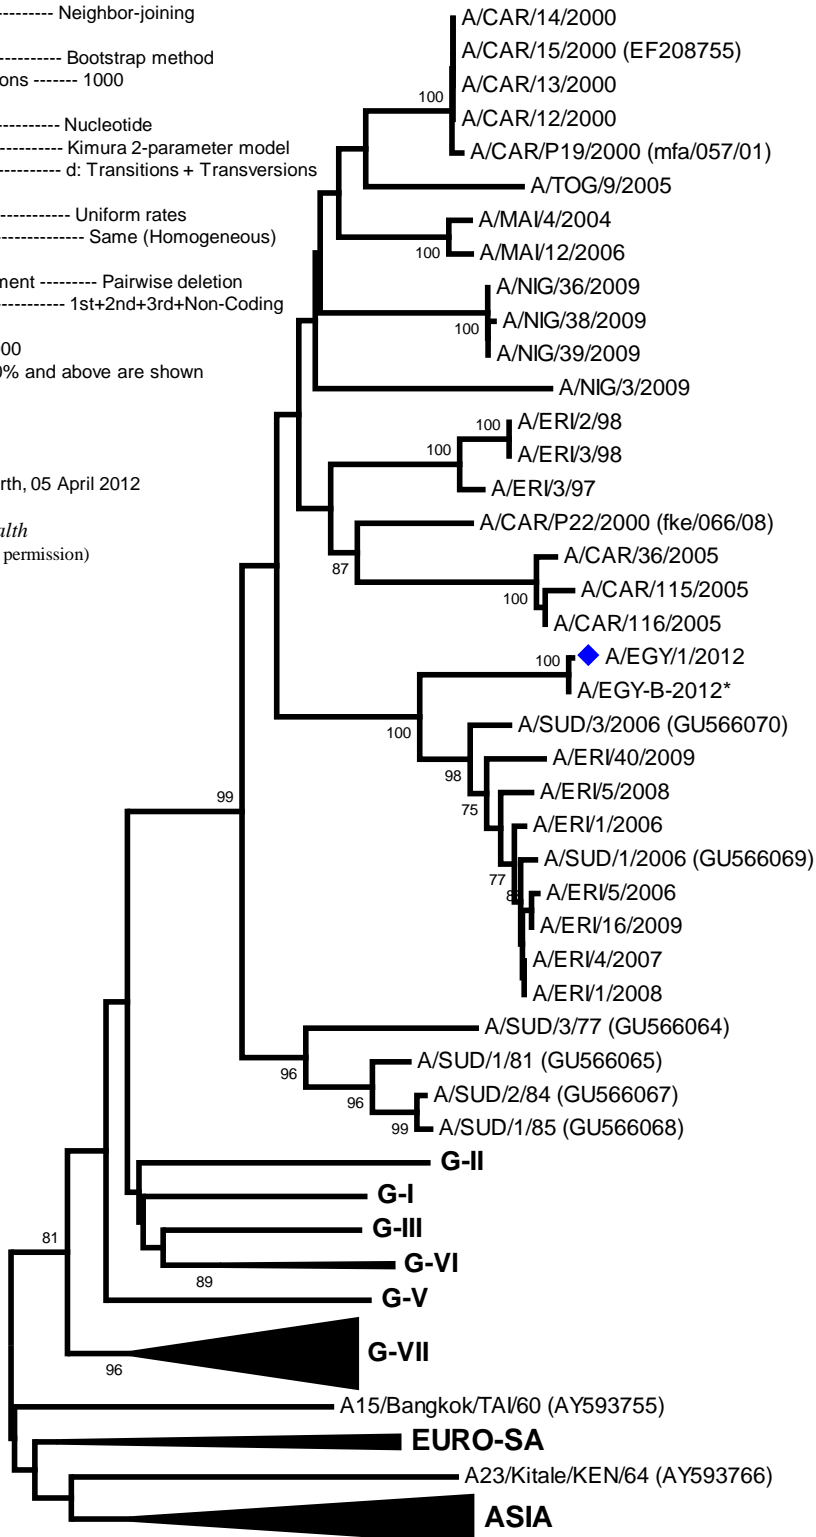 ---------- Neighbor-joining
----------- Bootstrap method
ons ------- 1000
----------- Nucleotide
----------- Kimura 2-parameter model
----------- d: Transitions + Transversions
----------- Uniform rates
------------- Same (Homogeneous)
ment --------- Pairwise deletion
----------- 1st+2nd+3rd+Non-Coding
00
0% and above are shown
rth, 05 April 2012
alth
permission)
A/CAR/14/2000
A/CAR/15/2000 (EF208755)
A/CAR/13/2000
100
A/CAR/12/2000
A/CAR/P19/2000 (mfa/057/01)
A/TOG/9/2005
A/MAI/4/2004
100
A/MAI/12/2006
A/NIG/36/2009
A/NIG/38/2009
100
A/NIG/39/2009
A/NIG/3/2009
100
A/ERI/2/98
100
A/ERI/3/98
A/ERI/3/97
A/CAR/P22/2000 (fke/066/08)
87
A/CAR/36/2005
A/CAR/115/2005
100
A/CAR/116/2005
100
A/EGY/1/2012
A/EGY-B-2012*
100
A/SUD/3/2006 (GU566070)
A/ERI/40/2009
98
A/ERI/5/2008
75
99
A/ERI/1/2006
A/SUD/1/2006 (GU566069)
77
A/ERI/5/2006
A/ERI/16/2009
A/ERI/4/2007
A/ERI/1/2008
A/SUD/3/77 (GU566064)
A/SUD/1/81 (GU566065)
96
A/SUD/2/84 (GU566067)
96
A/SUD/1/85 (GU566068)
99
G-II
G-I
G-III
81
G-VI
89
G-V
G-VII
96
A15/Bangkok/TAI/60 (AY593755)
EURO-SA
A23/Kitale/KEN/64 (AY593766)
ASIA